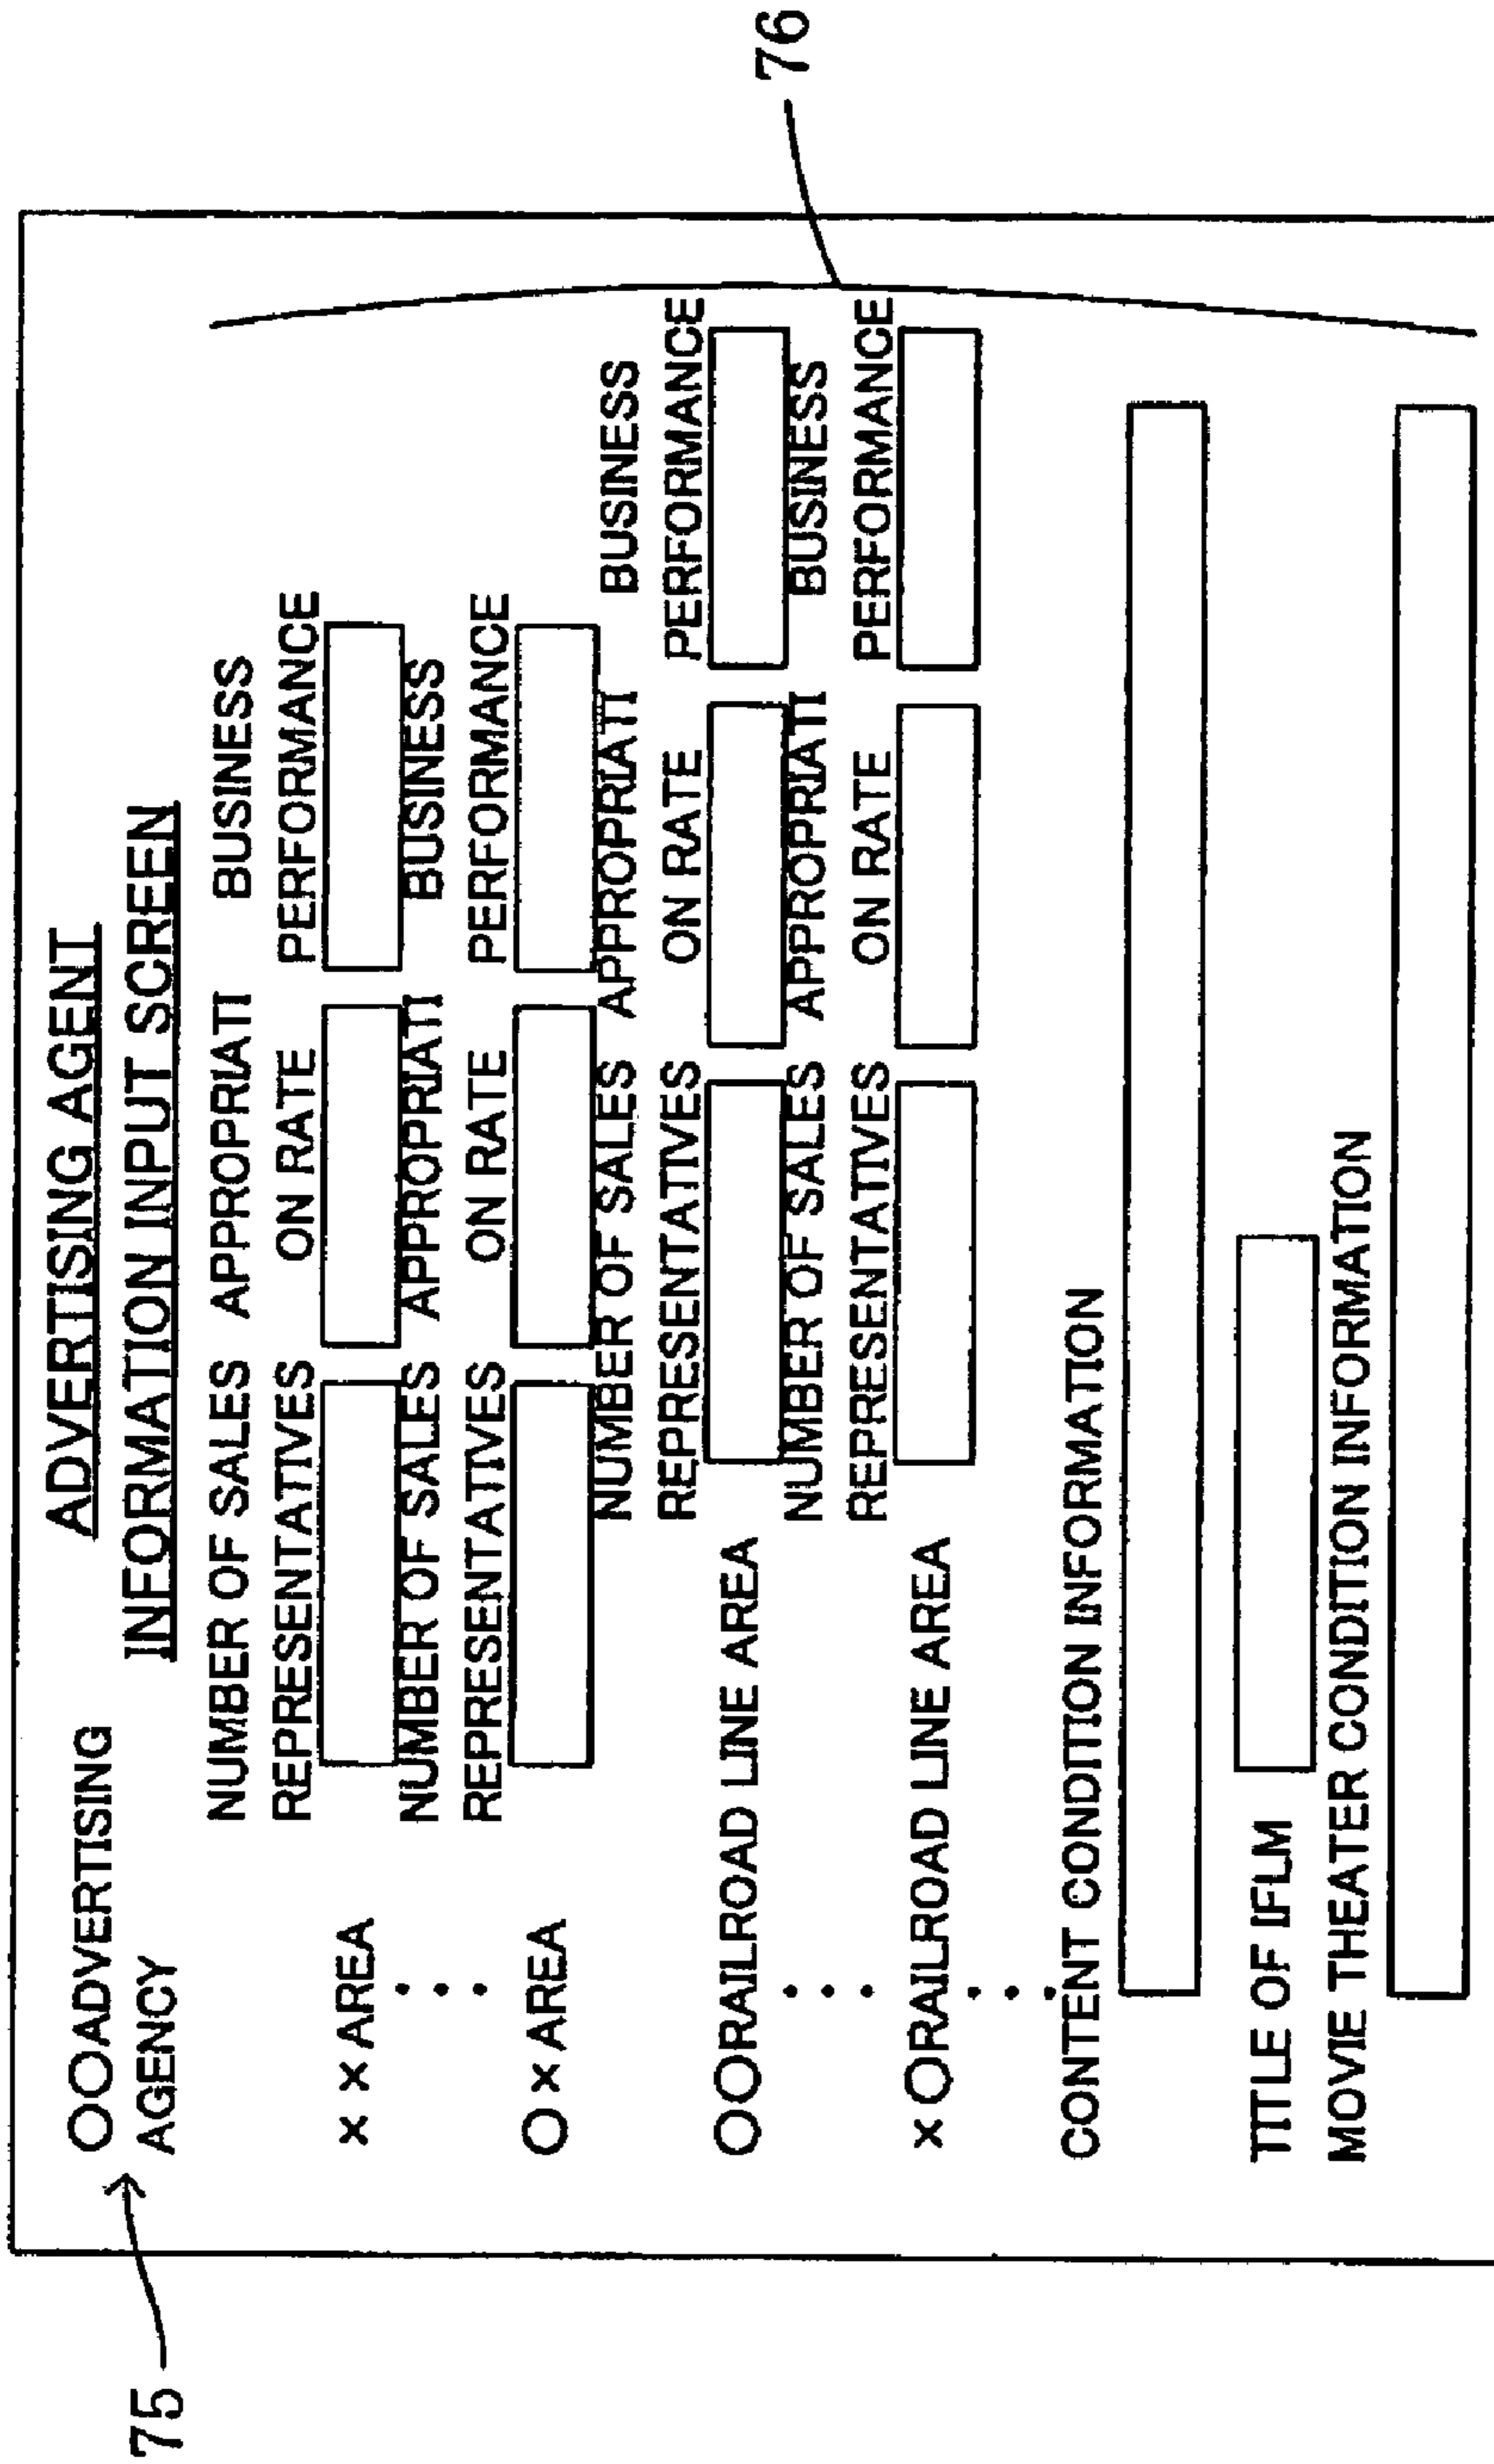 ADVERTISING AGENT
INFORMATION INPUT SCREEN
75
○○ADVERTISING
AGENCY
76
NUMBER OF SALES APPROPRIATI BUSINESS
REPRESENTATIVES ON RATE PERFORMANCE
××AREA
NUMBER OF SALES APPROPRIATI BUSINESS
REPRESENTATIVES ON RATE PERFORMANCE
○×AREA
NUMBER OF SALES APPROPRIATI BUSINESS
REPRESENTATIVES ON RATE PERFORMANCE
○○RAILROAD LINE AREA
NUMBER OF SALES APPROPRIATI BUSINESS
REPRESENTATIVES ON RATE PERFORMANCE
×○RAILROAD LINE AREA
CONTENT CONDITION INFORMATION
TITLE OF IFLM
MOVIE THEATER CONDITION INFORMATION